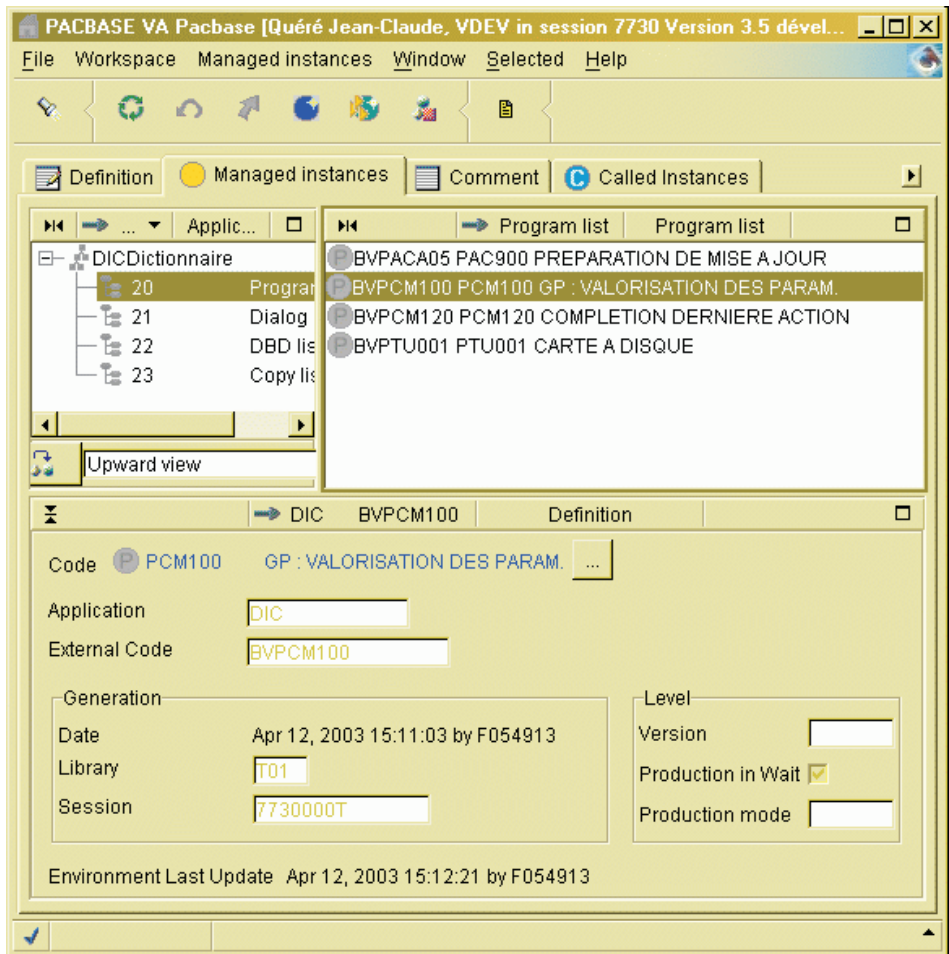 PACBASE VA Pacbase [Quéré Jean-Claude, VDEV in session 7730 Version 3.5 dével...
File Workspace Managed instances Window Selected Help
Definition Managed instances Comment Called Instances
... Applic...
DICDictionnaire
20 Program
21 Dialog
22 DBD lis
23 Copy lis
Upward view
Program list Program list
BVPACA05 PAC900 PREPARATION DE MISE A JOUR
BVPCM100 PCM100 GP : VALORISATION DES PARAM.
BVPCM120 PCM120 COMPLETION DERNIERE ACTION
BVPTU001 PTU001 CARTE A DISQUE
DIC BVPCM100 Definition
Code P PCM100 GP : VALORISATION DES PARAM. ...
Application DIC
External Code BVPCM100
Generation
Date Apr 12, 2003 15:11:03 by F054913
Library T01
Session 7730000T
Level
Version
Production in Wait
Production mode
Environment Last Update Apr 12, 2003 15:12:21 by F054913